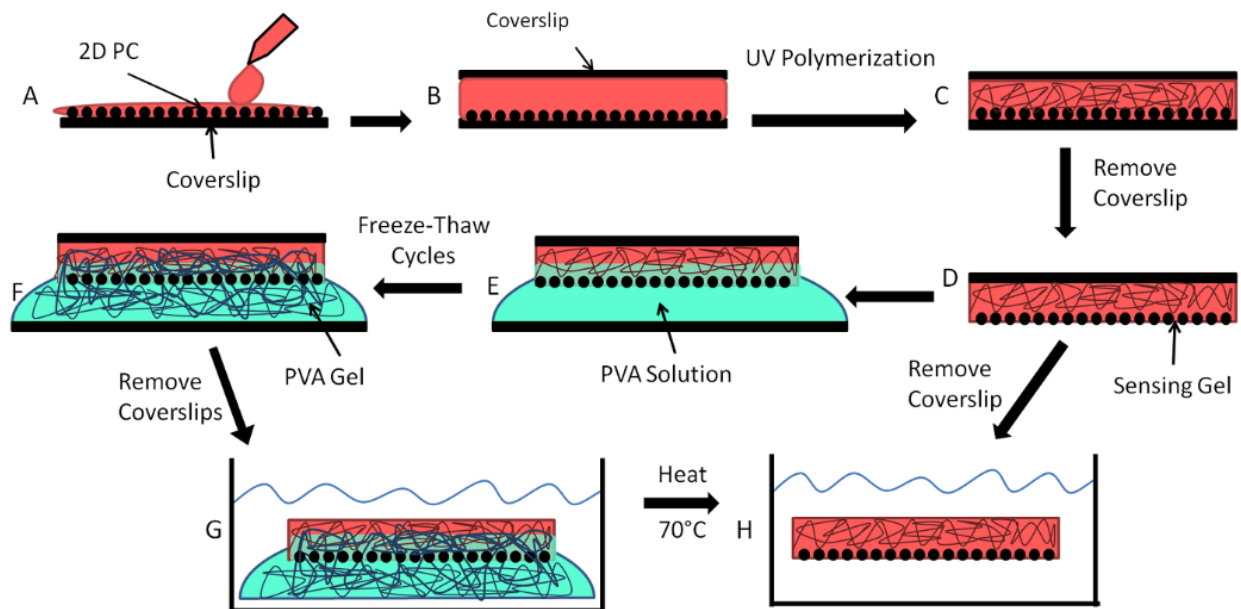 2D PC
A
Coverslip
Coverslip
B
UV Polymerization
C
Remove
Coverslip
D
Sensing Gel
E
PVA Solution
Freeze-Thaw
Cycles
F
PVA Gel
Remove
Coverslips
Remove
Coverslip
G
Heat
70°C
H